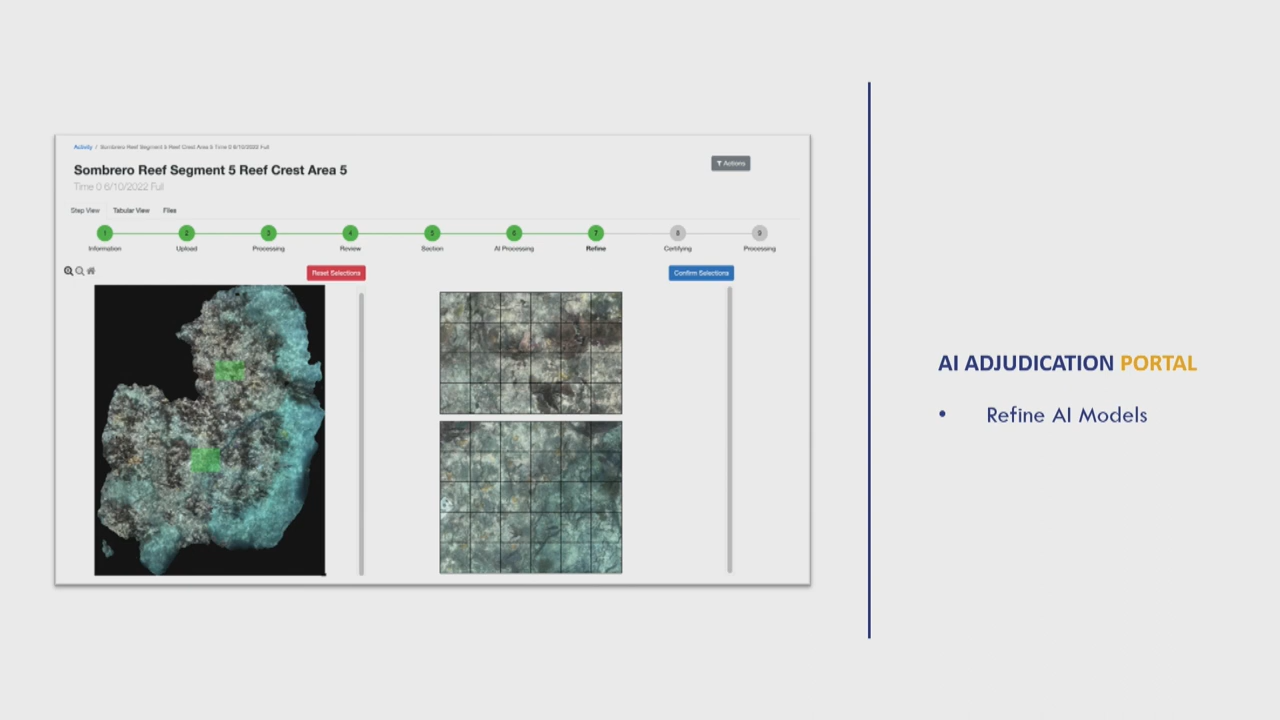 Activity / Sombrero Reef Segment 5 Reef Crest Area 5 Time 0 6/10/2022 Full
Sombrero Reef Segment 5 Reef Crest Area 5
Time 0 6/10/2022 Full
Actions
Step View Tabular View Files
1 2 3 4 5 6 7 8 9
Information Upload Processing Review Section AI Processing Refine Certifying Processing
Reset Selections
Confirm Selections
AI ADJUDICATION PORTAL
• Refine AI Models